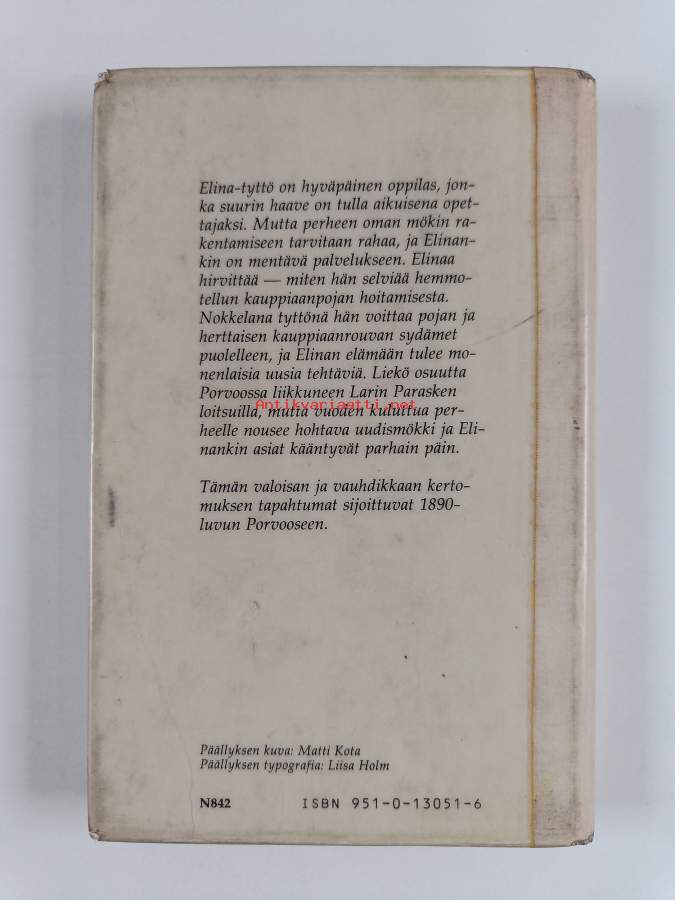 Elina-tyttö on hyväpäinen oppilas, jon-
ka suurin haave on tulla aikuisena opet-
tajaksi. Mutta perheen oman mökin ra-
kentamiseen tarvitaan rahaa, ja Elinan-
kin on mentävä palvelukseen. Elinaa
hirvittää — miten hän selviää hemmo-
tellun kauppiaanpojan hoitamisesta.
Nokkelana tyttönä hän voittaa pojan ja
herttaisen kauppiaanrouvan sydämet
puolelleen, ja Elinan elämään tulee mo-
nenlaisia uusia tehtäviä. Liekö osuutta
Porvoossa liikkuneen Larin Parasken
Antikvariaatti.net
loitsuilla, mutta vuoden kuluttua per-
heelle nousee hohtava uudismökki ja Eli-
nankin asiat kääntyvät parhain päin.
Tämän valoisan ja vauhdikkaan kerto-
muksen tapahtumat sijoittuvat 1890-
luvun Porvooseen.
Päällyksen kuva: Matti Kota
Päällyksen typografia: Liisa Holm
N842 ISBN 951-0-13051-6